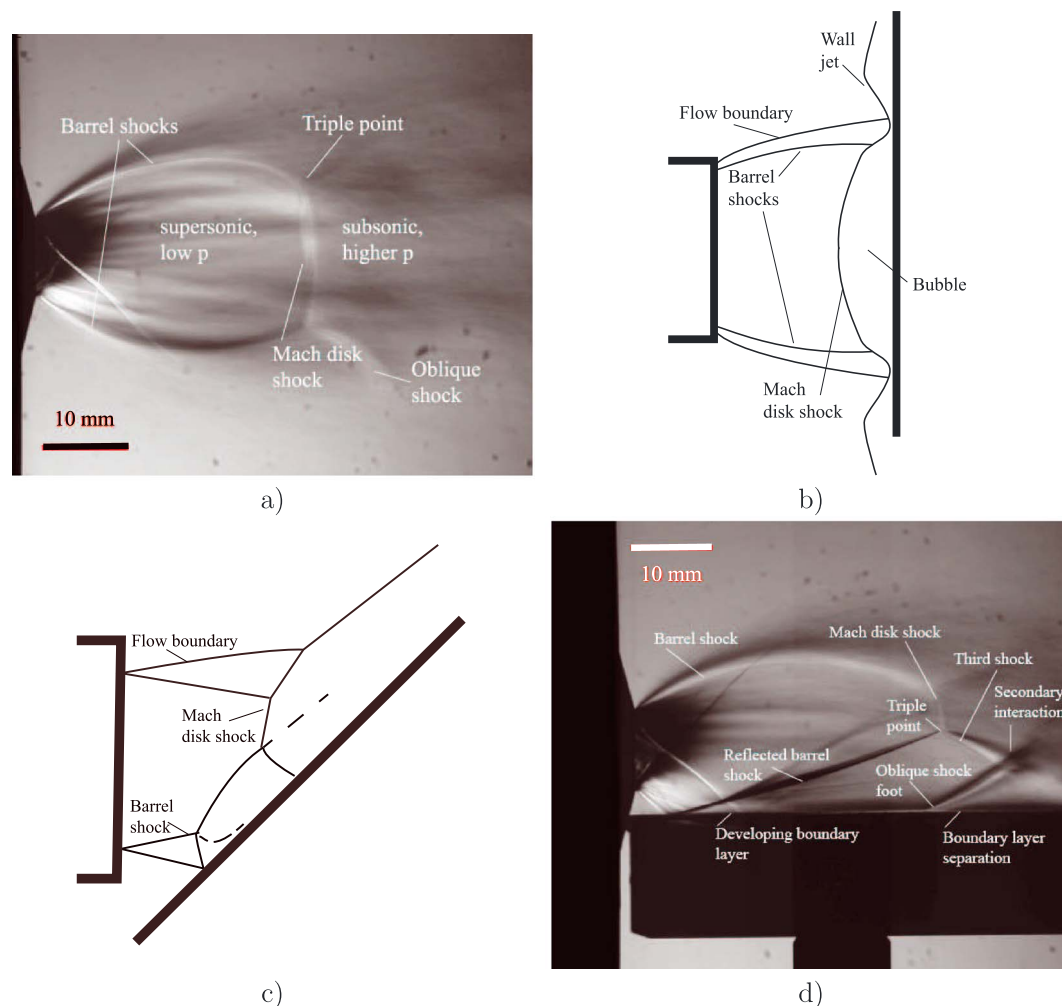 Barrel shocks
Triple point
supersonic,
low p
subsonic,
higher p
Mach disk
shock
Oblique
shock
10 mm
a)
Wall
jet
Flow boundary
Barrel
shocks
Bubble
Mach
disk shock
b)
Flow boundary
Mach
disk shock
Barrel
shock
c)
10 mm
Barrel shock
Mach disk shock
Third shock
Secondary
interaction
Triple
point
Reflected barrel
shock
Oblique shock
foot
Developing boundary
layer
Boundary layer
separation
d)